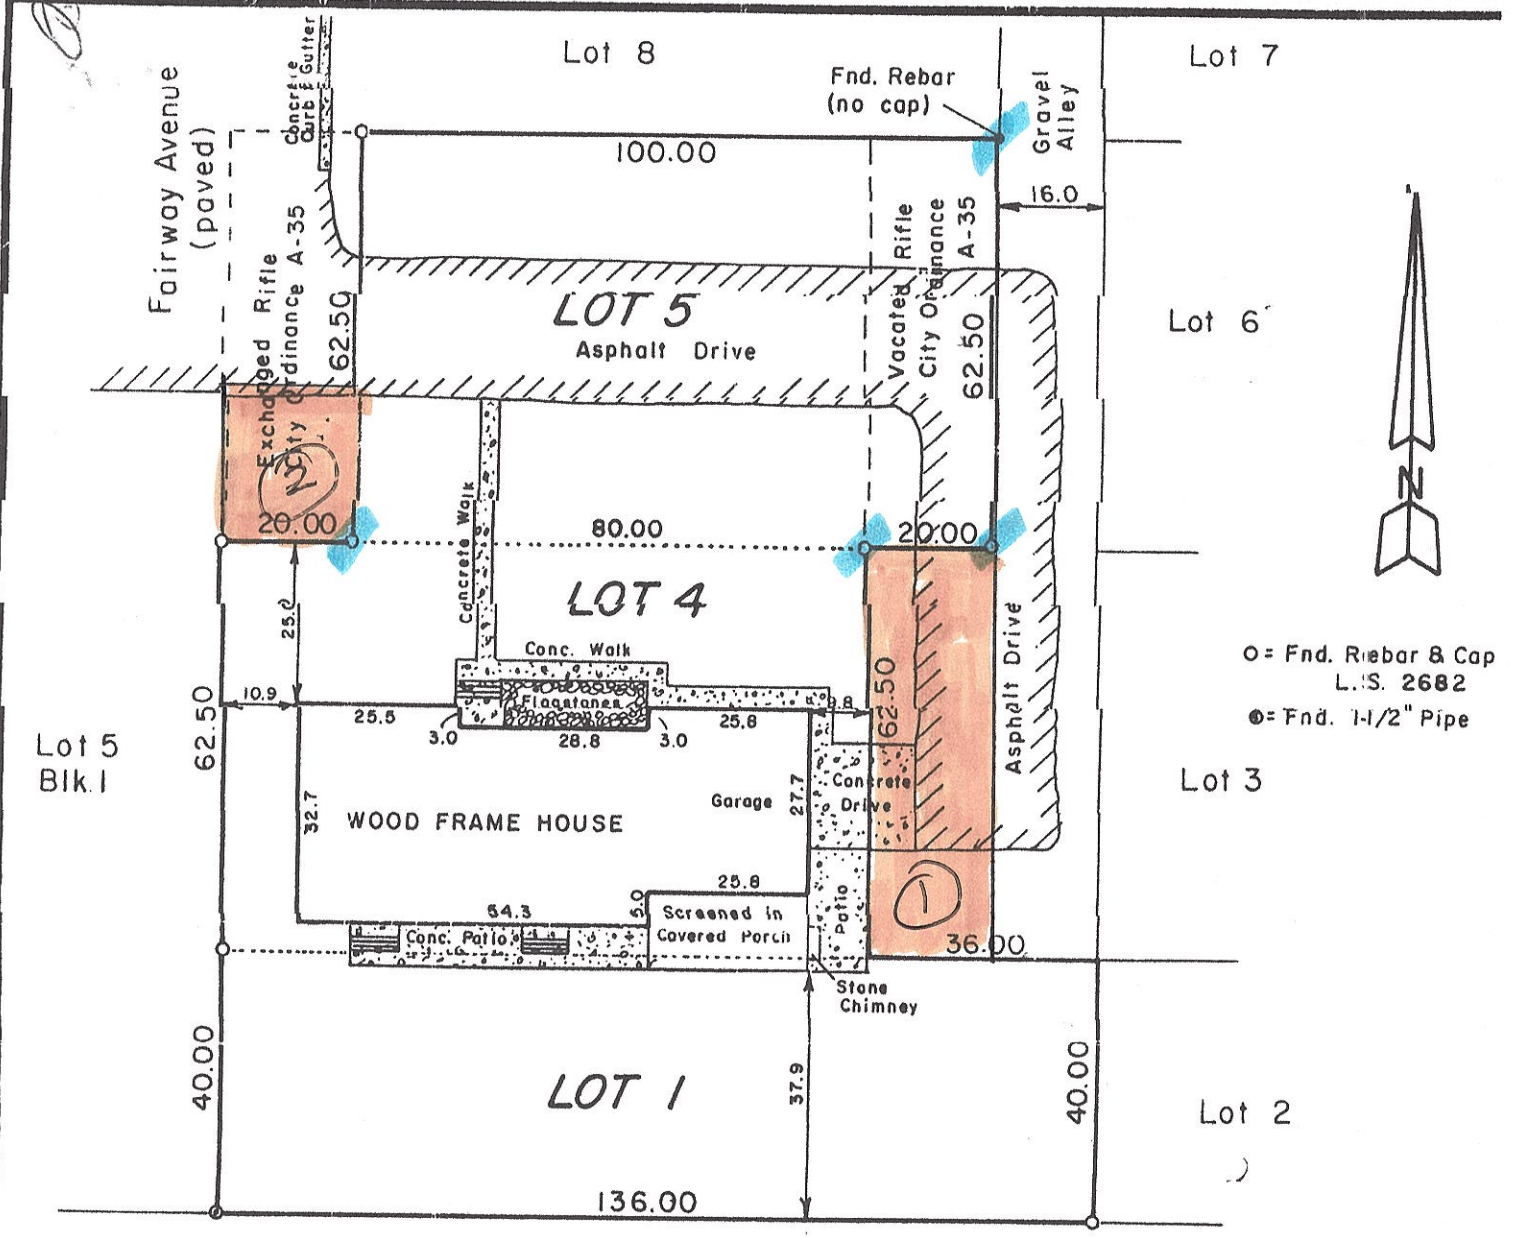 Lot 8
Lot 7
Fnd. Rebar
(no cap)
Gravel
Alley
Concrete
Curb & Gutter
Fairway Avenue
(paved)
100.00
16.0
Exchanged Rifle
City Ordinance A-35
62.50
LOT 5
Asphalt Drive
Vacated Rifle
City Ordinance A-35
62.50
Lot 6
N
2
20.00
80.00
20.00
Concrete Walk
LOT 4
25.0
Conc. Walk
Flagstones
10.9
25.5
3.0
28.8
3.0
25.8
9.8
62.50
Asphalt Drive
O = Fnd. Rebar & Cap
L.S. 2682
= Fnd. 1-1/2" Pipe
Lot 5
Blk. 1
62.50
32.7
WOOD FRAME HOUSE
Garage
27.7
Concrete
Drive
Lot 3
1
25.8
54.3
5.0
Screened in
Covered Porch
Conc. Patio
Patio
36.00
Stone
Chimney
40.00
LOT 1
37.9
40.00
Lot 2
136.00